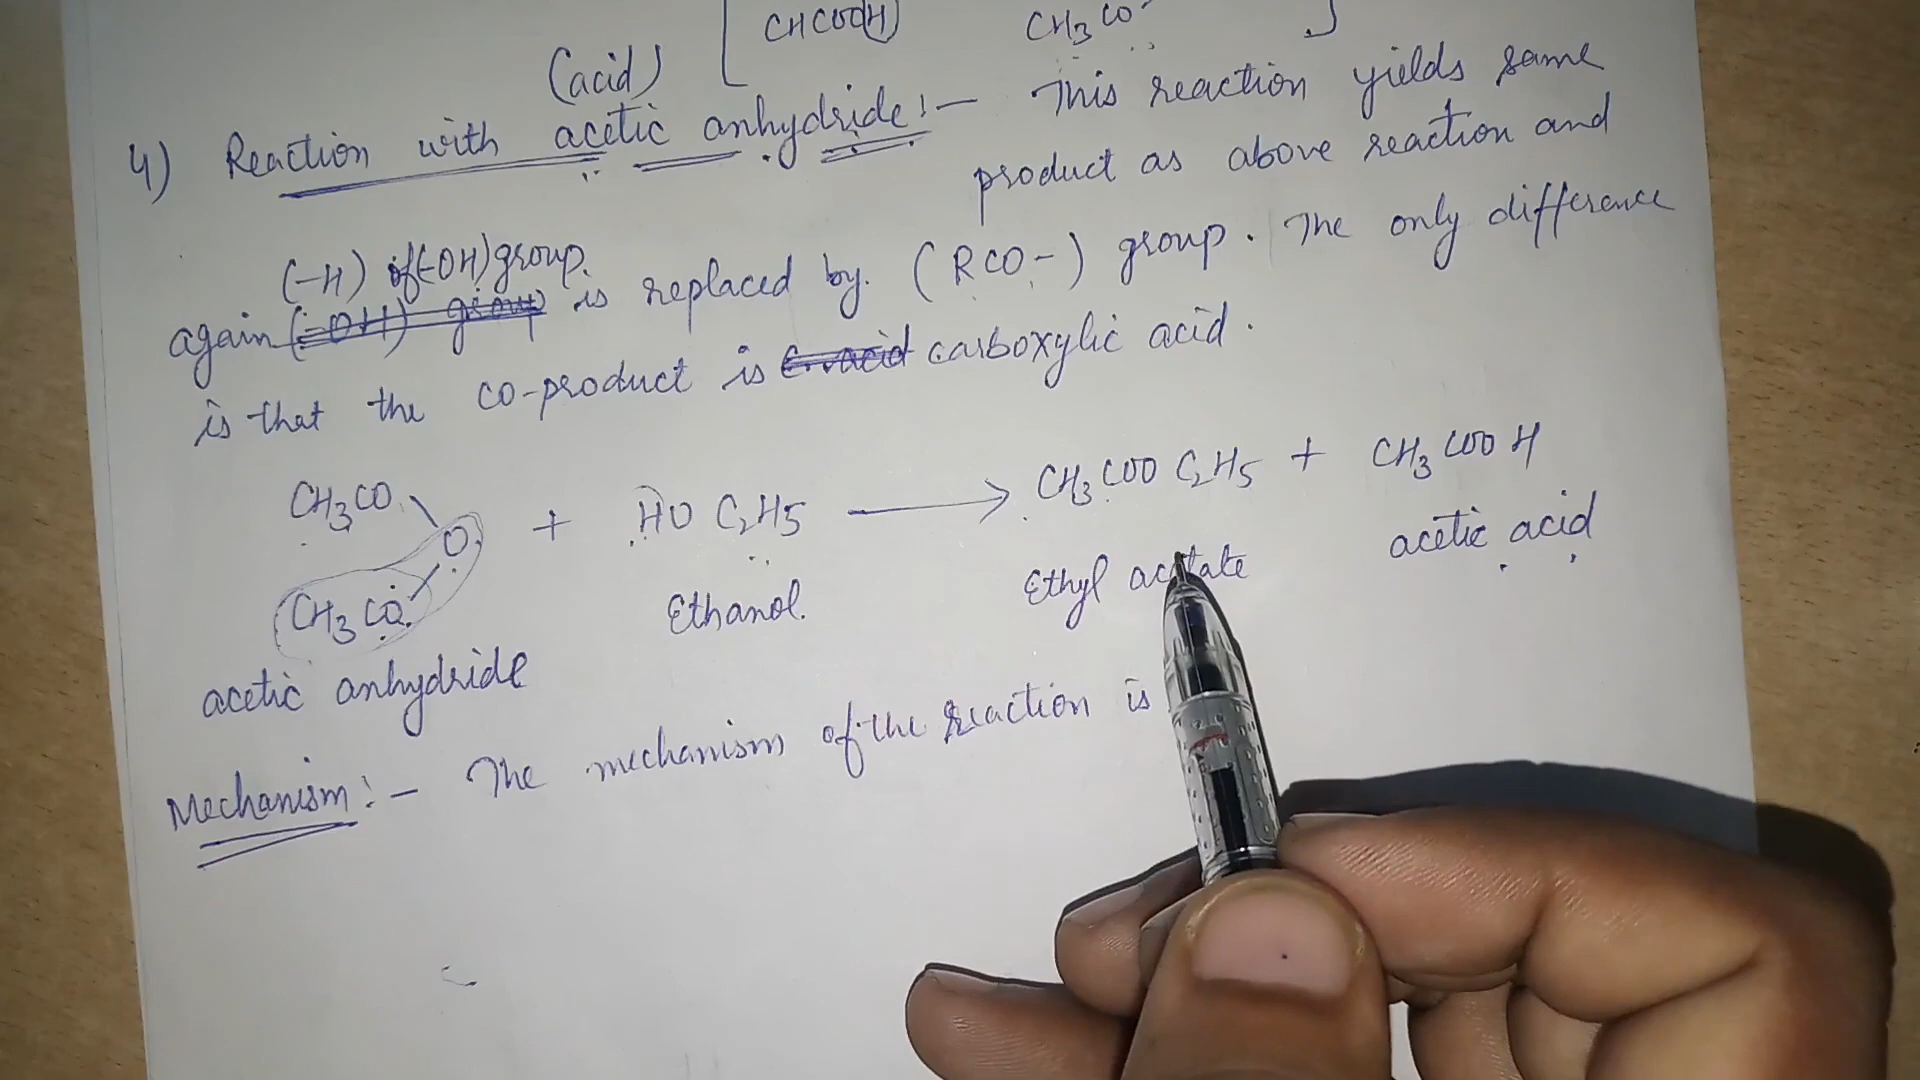 CHCOOH) CH3CO
(acid)
4) Reaction with acetic anhydride:- This reaction yields same
product as above reaction and
(-H) of (-OH) group.
again (-OH) group is replaced by (RCO-) group. The only difference
is that the co-product is acid carboxylic acid.
CH3CO
O + HO C2H5 → CH3COO C2H5 + CH3COOH
CH3CO
acetic anhydride Ethanol. Ethyl acetate acetic acid
Mechanism:- The mechanism of the reaction is